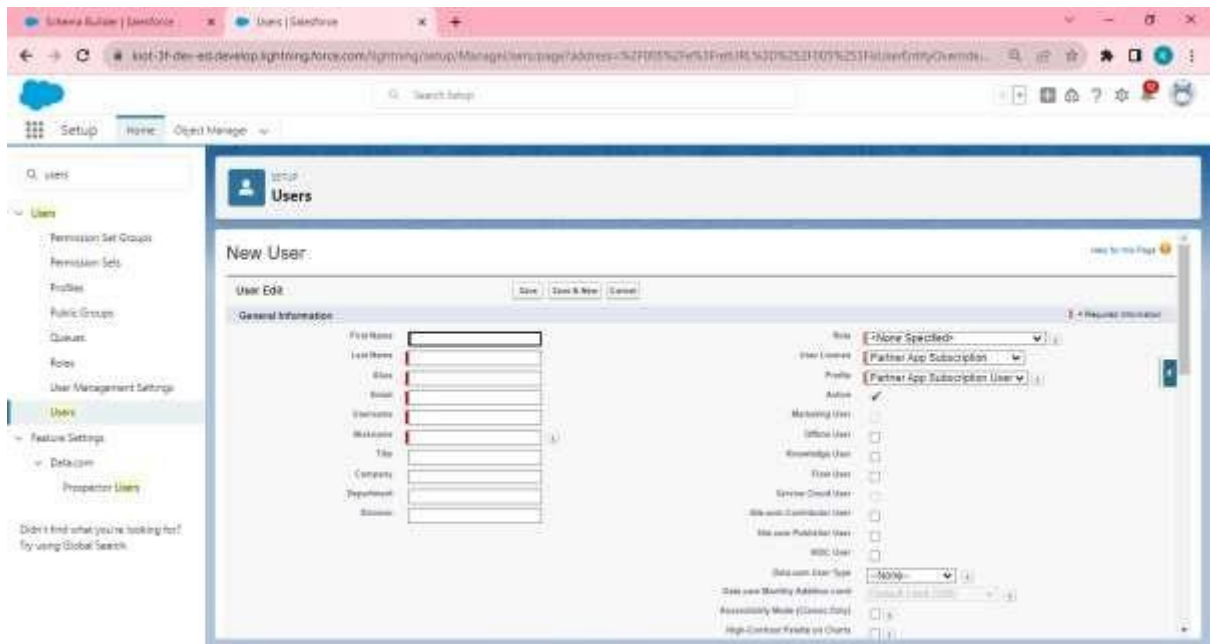 Schema Builder | Salesforce
Users | Salesforce
Search Setup
Setup
Home
Object Manager
users
Users
Permission Set Groups
Permission Sets
Profiles
Public Groups
Queues
Roles
User Management Settings
Users
Feature Settings
Data.com
Prospector Users
Didn't find what you're looking for?
Try using Global Search.
SETUP
Users
New User
Help for this Page
User Edit
Save
Save & New
Cancel
General Information
= Required Information
First Name
Last Name
Alias
Email
Username
Nickname
Title
Company
Department
Division
Role
<None Specified>
User License
Partner App Subscription
Profile
Partner App Subscription User
Active
Marketing User
Offline User
Knowledge User
Flow User
Service Cloud User
Site.com Contributor User
Site.com Publisher User
WDC User
Data.com User Type
--None--
Data.com Monthly Addition Limit
Accessibility Mode (Classic Only)
High-Contrast Palette on Charts